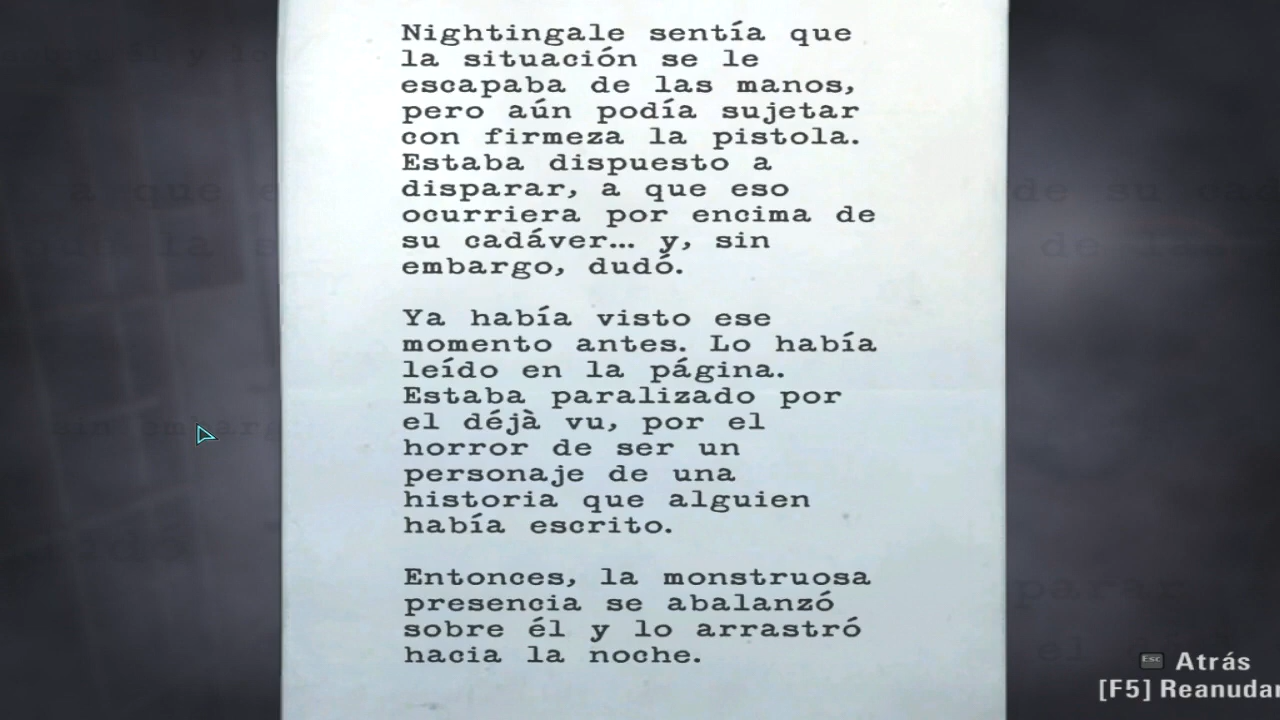 Nightingale sentía que
la situación se le
escapaba de las manos,
pero aún podía sujetar
con firmeza la pistola.
Estaba dispuesto a
disparar, a que eso
ocurriera por encima de
su cadáver… y, sin
embargo, dudó.
Ya había visto ese
momento antes. Lo había
leído en la página.
Estaba paralizado por
el déjà vu, por el
horror de ser un
personaje de una
historia que alguien
había escrito.
Entonces, la monstruosa
presencia se abalanzó
sobre él y lo arrastró
hacia la noche.
Esc Atrás
[F5] Reanudar